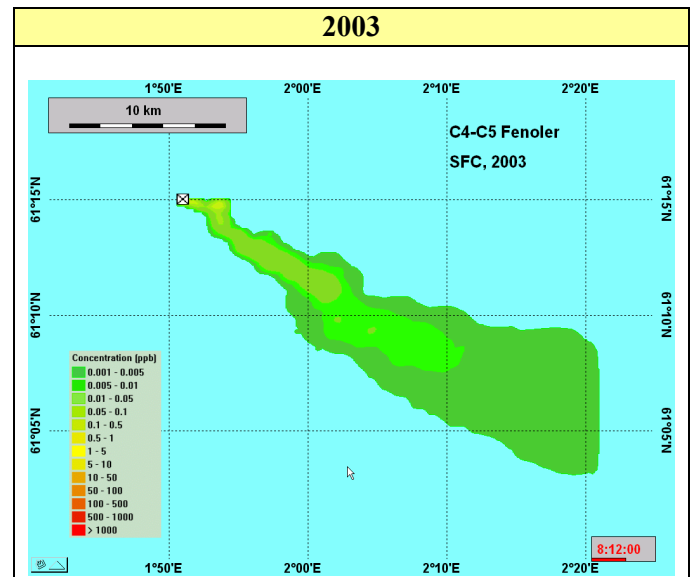 2003
1°50'E 2°00'E 2°10'E 2°20'E
10 km
C4-C5 Fenoler
SFC, 2003
61°15'N 61°15'N
61°10'N 61°10'N
61°05'N 61°05'N
Concentration (ppb)
0.001 - 0.005
0.005 - 0.01
0.01 - 0.05
0.05 - 0.1
0.1 - 0.5
0.5 - 1
1 - 5
5 - 10
10 - 50
50 - 100
100 - 500
500 - 1000
> 1000
8:12:00
1°50'E 2°00'E 2°10'E 2°20'E